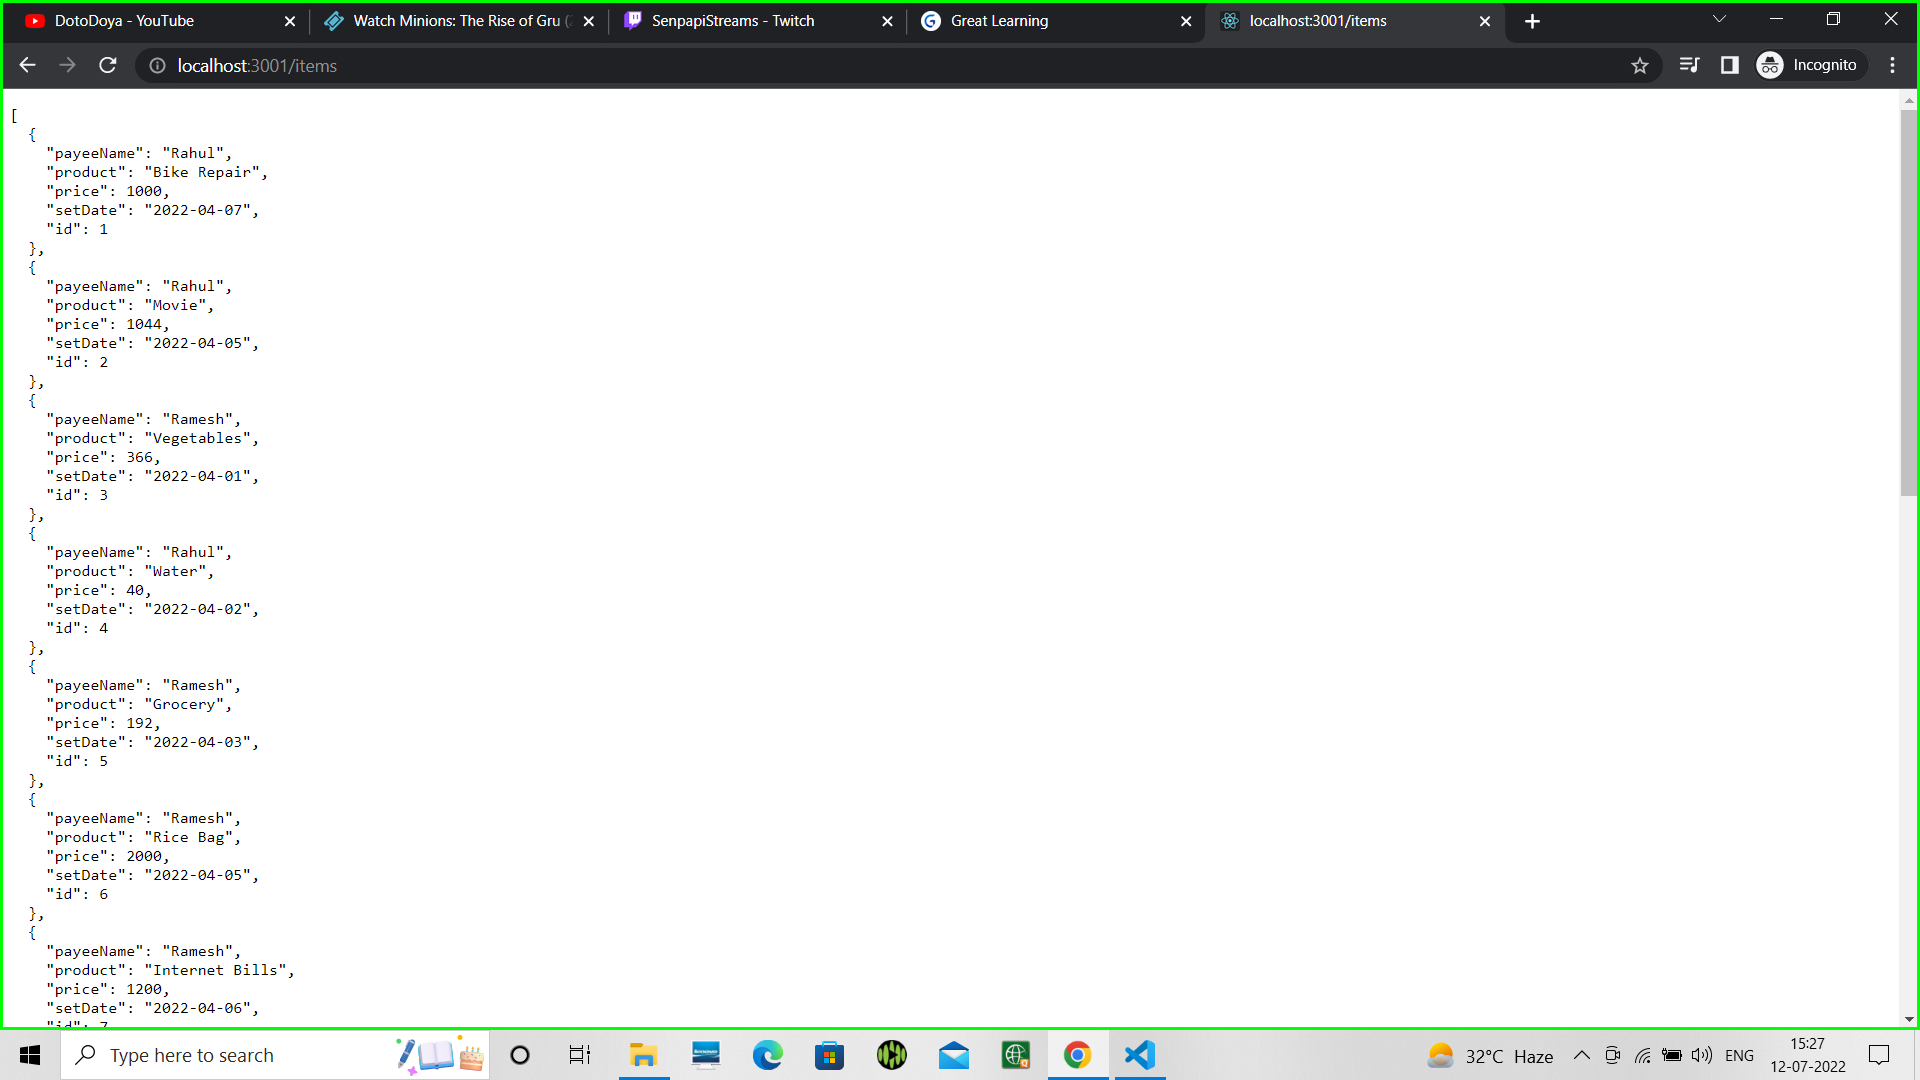 DotoDoya - YouTube
Watch Minions: The Rise of Gru (
SenpapiStreams - Twitch
Great Learning
localhost:3001/items
localhost:3001/items
Incognito
[
  {
    "payeeName": "Rahul",
    "product": "Bike Repair",
    "price": 1000,
    "setDate": "2022-04-07",
    "id": 1
  },
  {
    "payeeName": "Rahul",
    "product": "Movie",
    "price": 1044,
    "setDate": "2022-04-05",
    "id": 2
  },
  {
    "payeeName": "Ramesh",
    "product": "Vegetables",
    "price": 366,
    "setDate": "2022-04-01",
    "id": 3
  },
  {
    "payeeName": "Rahul",
    "product": "Water",
    "price": 40,
    "setDate": "2022-04-02",
    "id": 4
  },
  {
    "payeeName": "Ramesh",
    "product": "Grocery",
    "price": 192,
    "setDate": "2022-04-03",
    "id": 5
  },
  {
    "payeeName": "Ramesh",
    "product": "Rice Bag",
    "price": 2000,
    "setDate": "2022-04-05",
    "id": 6
  },
  {
    "payeeName": "Ramesh",
    "product": "Internet Bills",
    "price": 1200,
    "setDate": "2022-04-06",
    "id": 7
Type here to search
32°C Haze
ENG
15:27
12-07-2022